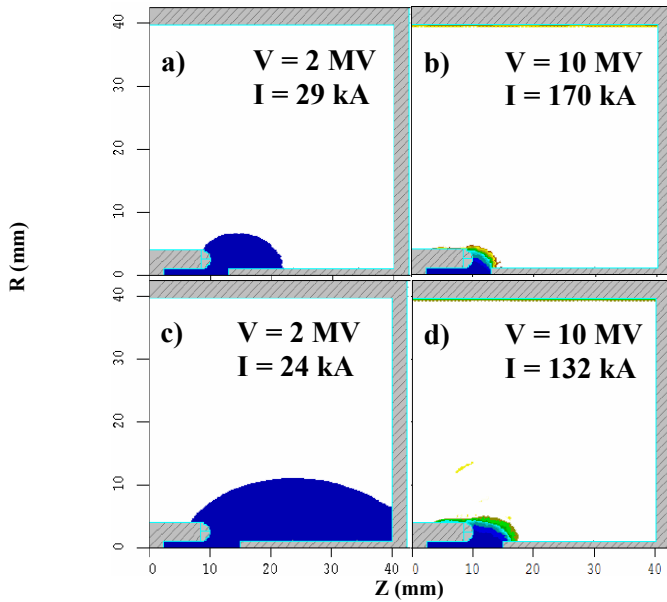 a)
V = 2 MV
I = 29 kA
b)
V = 10 MV
I = 170 kA
40
30
20
10
0
R (mm)
c)
V = 2 MV
I = 24 kA
d)
V = 10 MV
I = 132 kA
40
30
20
10
0
0 10 20 30 40 0 10 20 30 40
Z (mm)